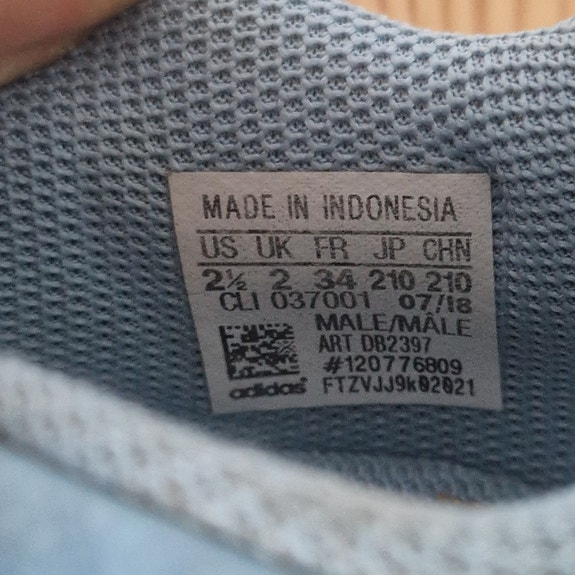 MADE IN INDONESIA
US UK FR JP CHN
2½ 2 34 210 210
CLI 037001 07/18
MALE/MÂLE
ART DB2397
#120776809
adidas FTZVJJ9k02021